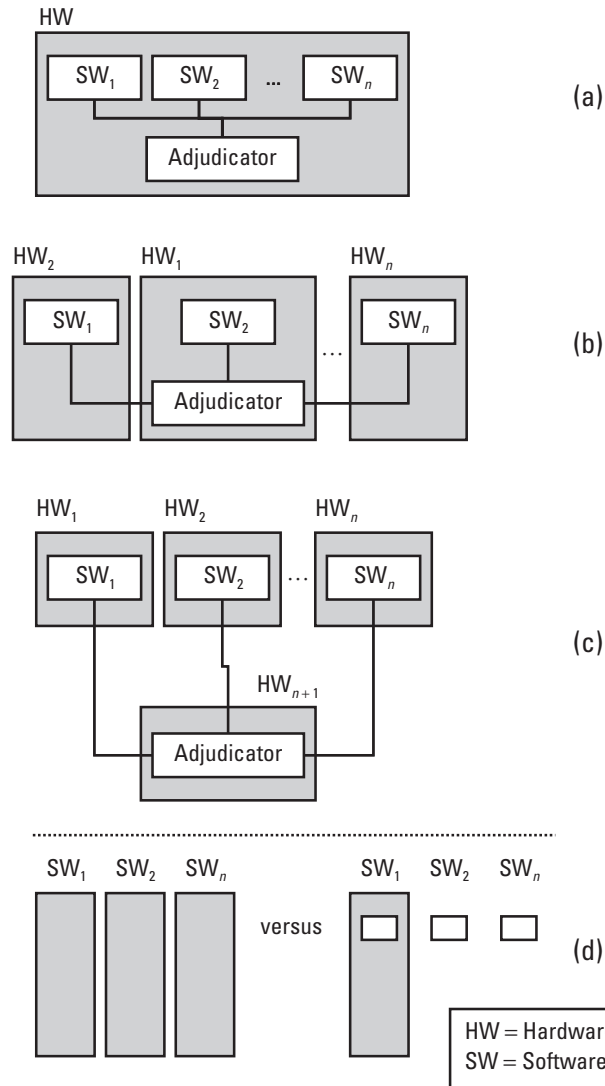 HW
SW1 SW2 ... SWn
Adjudicator
(a)
HW2 HW1 HWn
SW1 SW2 ... SWn
Adjudicator
(b)
HW1 HW2 HWn
SW1 SW2 ... SWn
(c)
HWn+1
Adjudicator
SW1 SW2 SWn versus SW1 SW2 SWn
(d)
HW = Hardwar
SW = Software